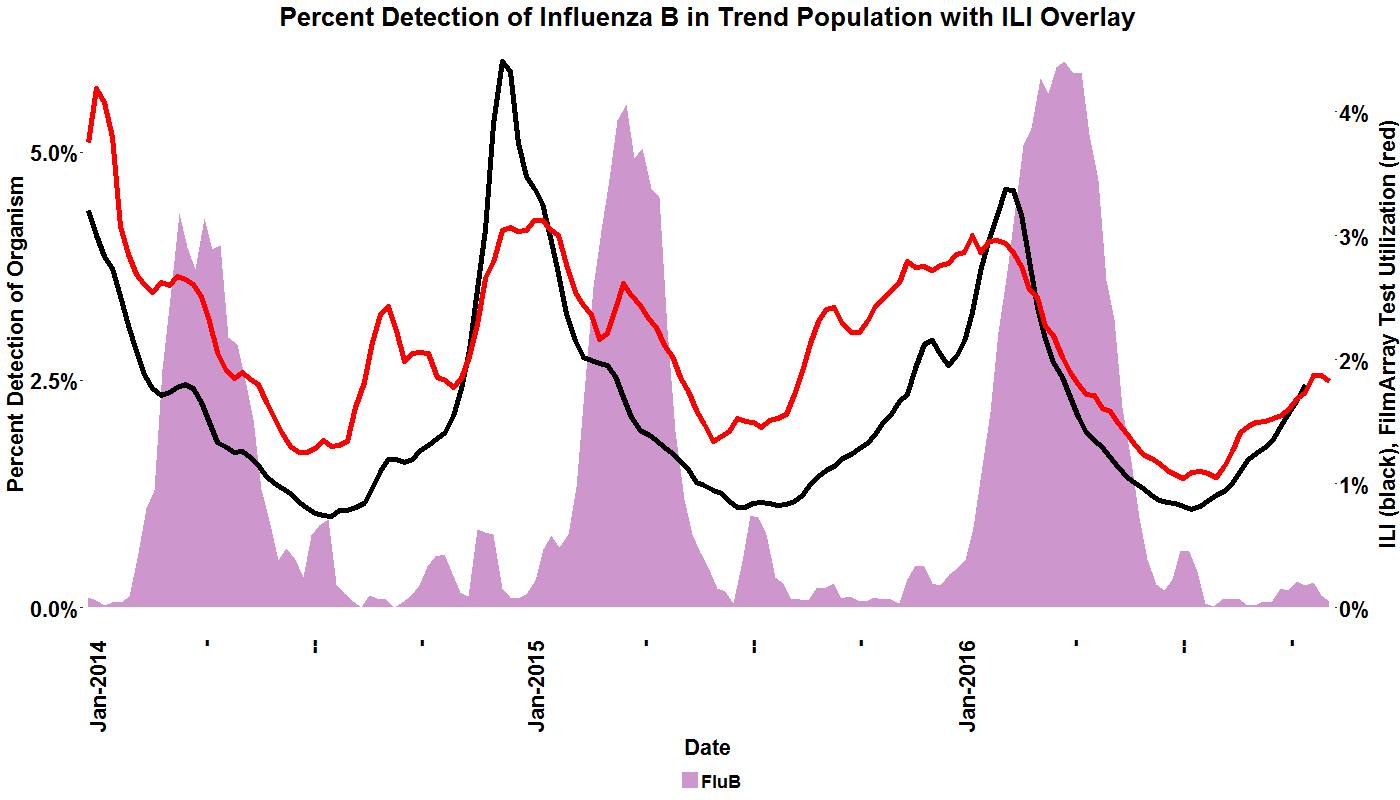 Percent Detection of Influenza B in Trend Population with ILI Overlay
Percent Detection of Organism
5.0%
2.5%
0.0%
4%
3%
2%
1%
0%
ILI (black), FilmArray Test Utilization (red)
Jan-2014
-
--
-
Jan-2015
-
--
-
Jan-2016
-
--
-
Date
FluB